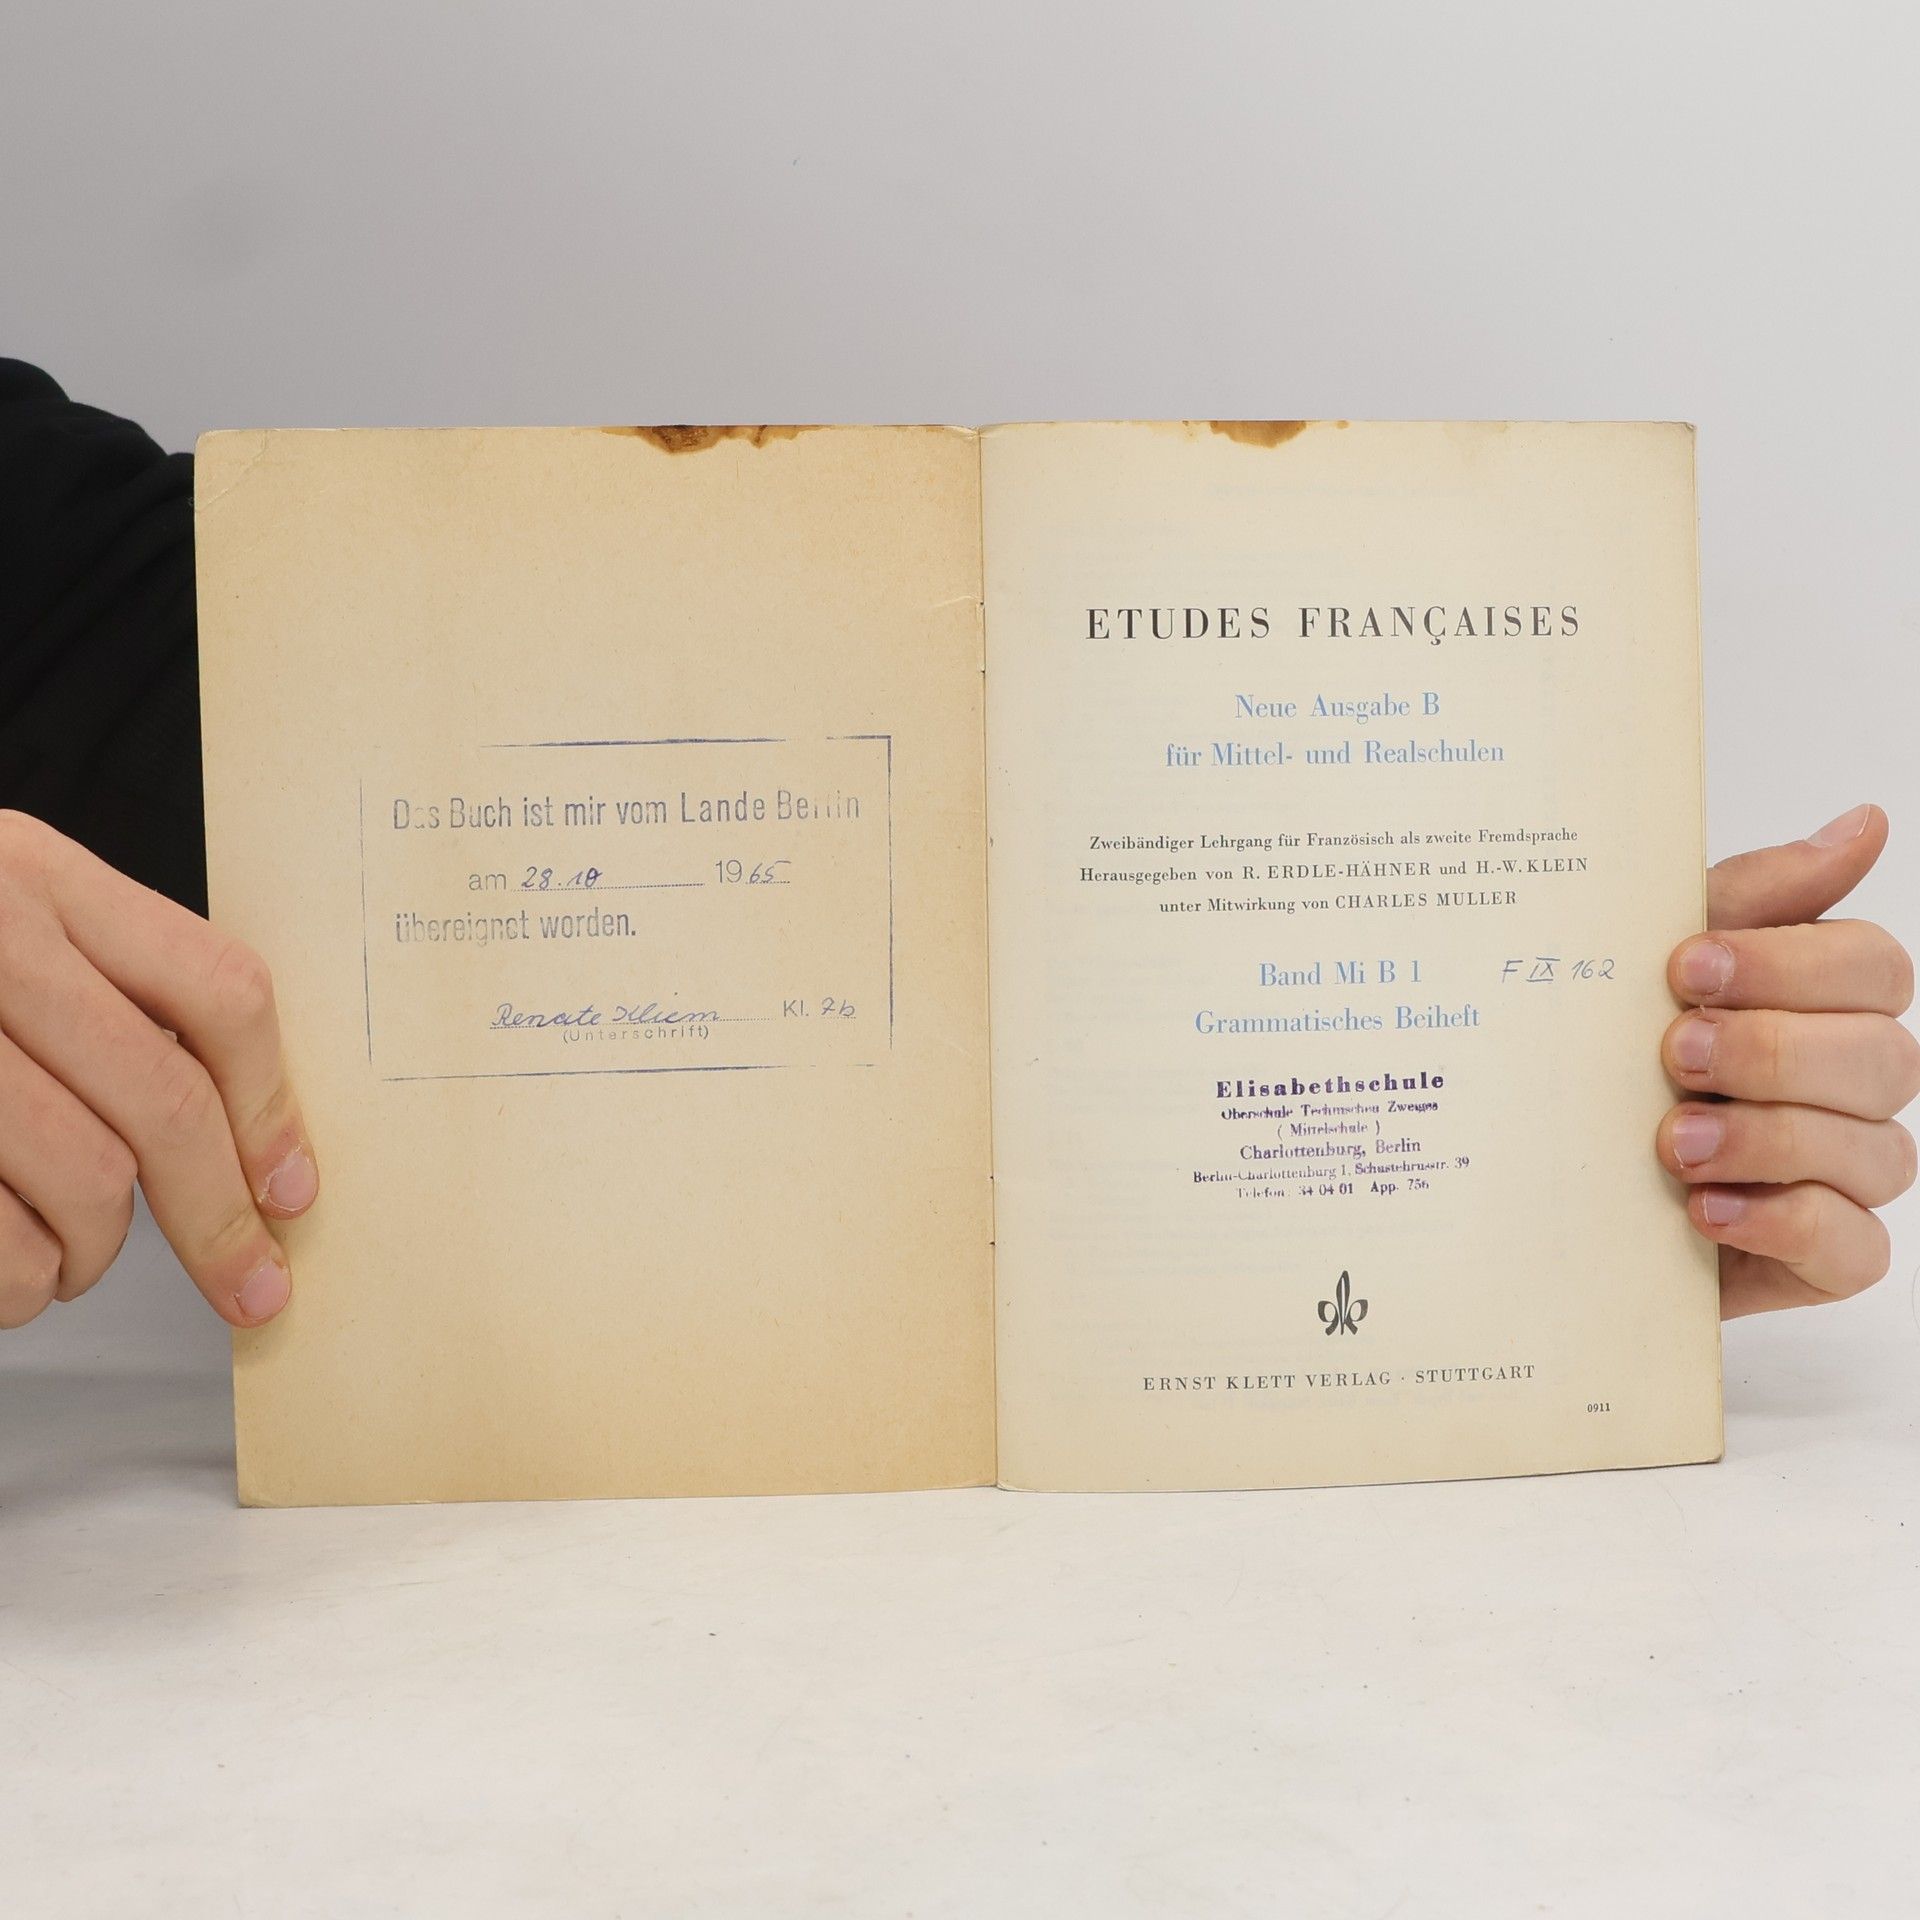 Das Buch ist mir vom Lande Berlin
am 28.10 1965
übereignet worden.
Renate Kliem Kl. 7b
(Unterschrift)
ETUDES FRANÇAISES
Neue Ausgabe B
für Mittel- und Realschulen
Zweibändiger Lehrgang für Französisch als zweite Fremdsprache
Herausgegeben von R. ERDLE-HÄHNER und H.-W. KLEIN
unter Mitwirkung von CHARLES MULLER
Band Mi B 1 F IX 162
Grammatisches Beiheft
Elisabethschule
Oberschule Technischen Zweiges
( Mittelschule )
Charlottenburg, Berlin
Berlin-Charlottenburg 1, Schustehrusstr. 39
Telefon: 34 04 01 App. 756
ERNST KLETT VERLAG · STUTTGART
0911